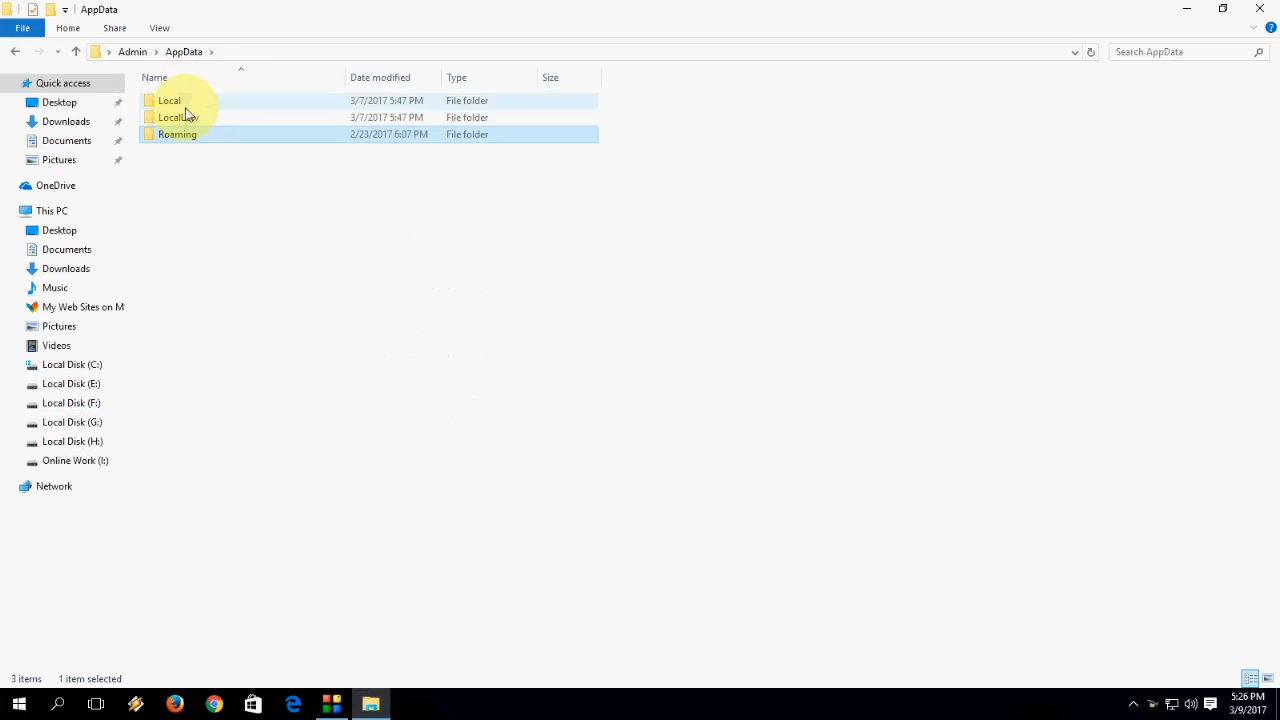 AppData
File Home Share View
Admin AppData
Search AppData
Name Date modified Type Size
Quick access
Desktop
Downloads
Documents
Pictures
OneDrive
This PC
Desktop
Documents
Downloads
Music
My Web Sites on M
Pictures
Videos
Local Disk (C:)
Local Disk (E:)
Local Disk (F:)
Local Disk (G:)
Local Disk (H:)
Online Work (I:)
Network
Local 3/7/2017 5:47 PM File folder
3/7/2017 5:47 PM File folder
Roaming 2/23/2017 6:07 PM File folder
3 items 1 item selected
5:26 PM
3/9/2017